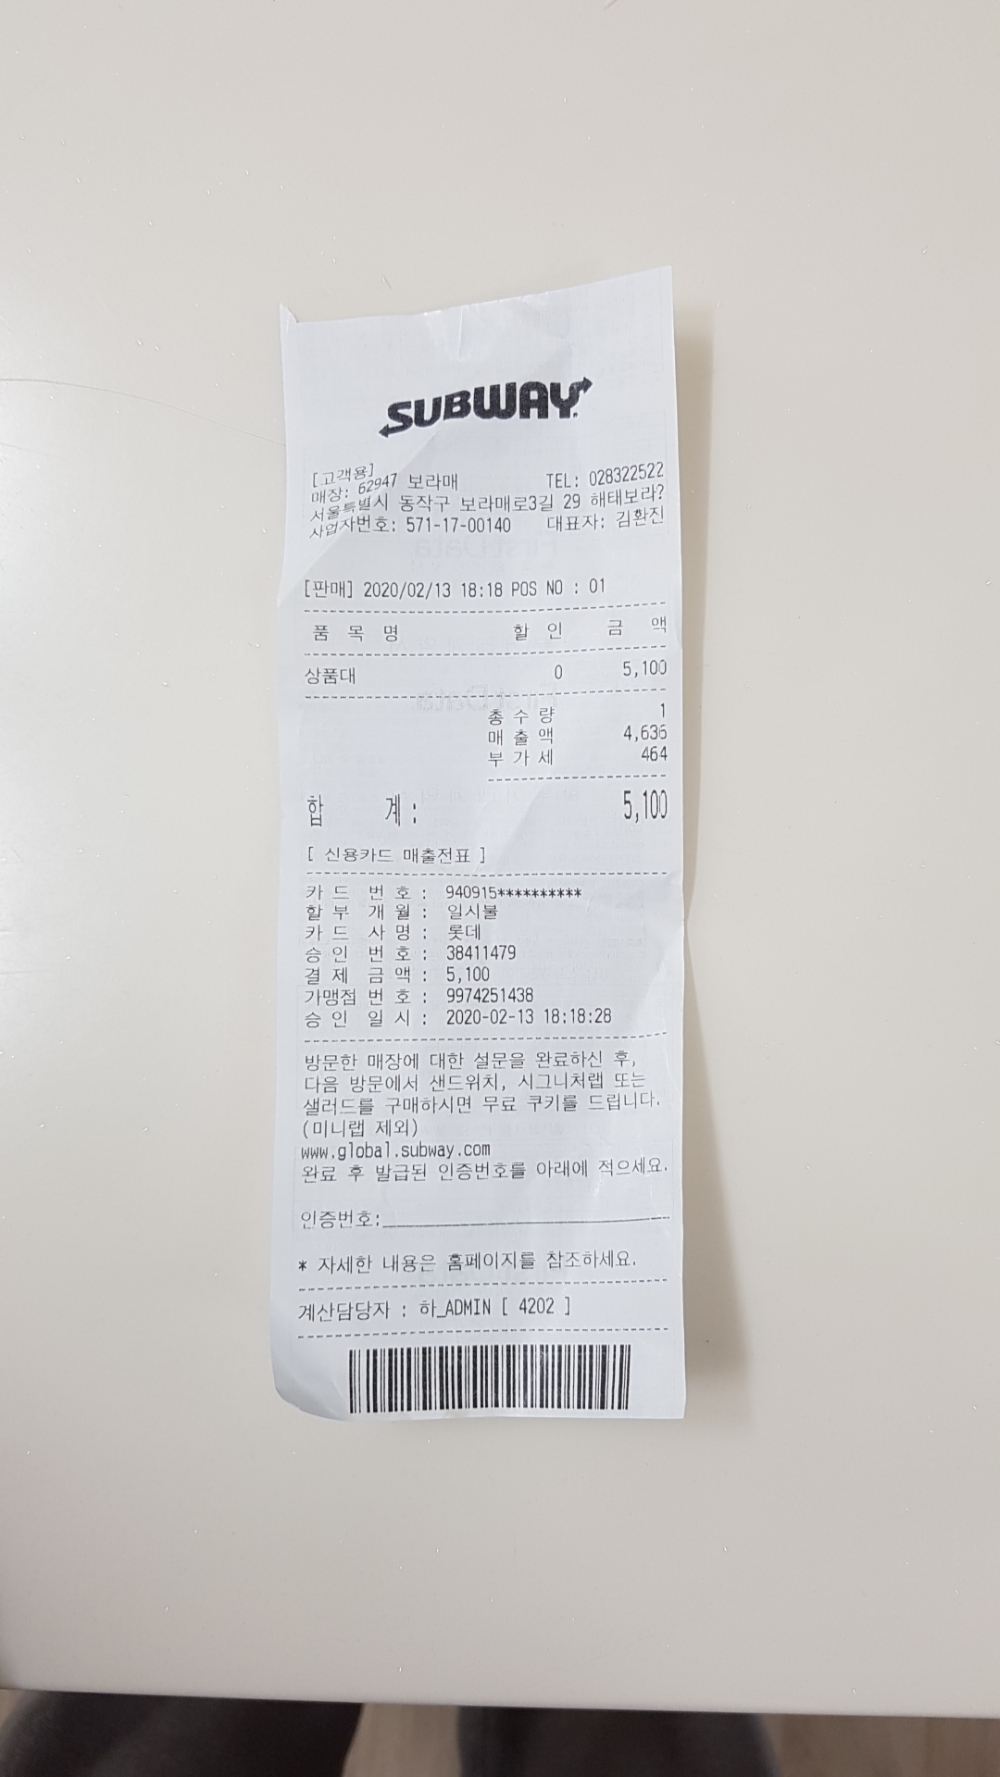 SUBWAY
[고객용]
매장: 62947 보라매 TEL: 028322522
서울특별시 동작구 보라매로3길 29 해태보라?
사업자번호: 571-17-00140 대표자: 김환진
[판매] 2020/02/13 18:18 POS NO : 01
품 목 명 할 인 금 액
상품대 0 5,100
총 수 량 1
매 출 액 4,636
부 가 세 464
합 계 : 5,100
[ 신용카드 매출전표 ]
카 드 번 호 : 940915**********
할 부 개 월 : 일시불
카 드 사 명 : 롯데
승 인 번 호 : 38411479
결 제 금 액 : 5,100
가맹점 번 호 : 9974251438
승 인 일 시 : 2020-02-13 18:18:28
방문한 매장에 대한 설문을 완료하신 후,
다음 방문에서 샌드위치, 시그니처랩 또는
샐러드를 구매하시면 무료 쿠키를 드립니다.
(미니랩 제외)
www.global.subway.com
완료 후 발급된 인증번호를 아래에 적으세요.
인증번호:
* 자세한 내용은 홈페이지를 참조하세요.
계산담당자 : 하_ADMIN [ 4202 ]